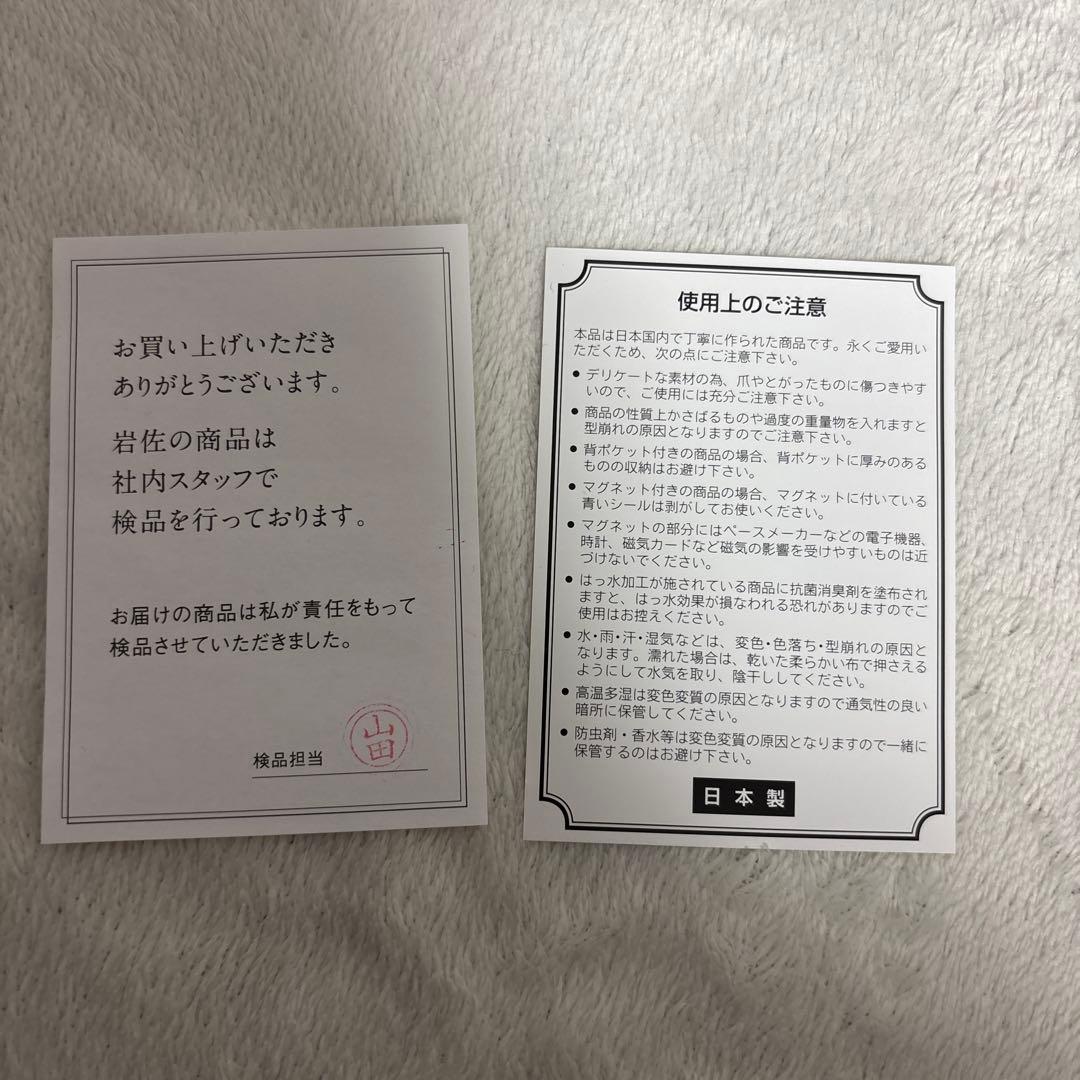 お買い上げいただき
ありがとうございます。
岩佐の商品は
社内スタッフで
検品を行っております。
お届けの商品は私が責任をもって
検品させていただきました。
検品担当
山田
使用上のご注意
本品は日本国内で丁寧に作られた商品です。永くご愛用い
ただくため、次の点にご注意下さい。
●デリケートな素材の為、爪やとがったものに傷つきやす
いので、ご使用には充分ご注意下さい。
●商品の性質上かさばるものや過度の重量物を入れますと
型崩れの原因となりますのでご注意下さい。
●背ポケット付きの商品の場合、背ポケットに厚みのある
ものの収納はお避け下さい。
●マグネット付きの商品の場合、マグネットに付いている
青いシールは剥がしてお使いください。
●マグネットの部分にはペースメーカーなどの電子機器、
時計、磁気カードなど磁気の影響を受けやすいものは近
づけないでください。
●はっ水加工が施されている商品に抗菌消臭剤を塗布され
ますと、はっ水効果が損なわれる恐れがありますのでご
使用はお控えください。
●水・雨・汗・湿気などは、変色・色落ち・型崩れの原因と
なります。濡れた場合は、乾いた柔らかい布で押さえる
ようにして水気を取り、陰干ししてください。
●高温多湿は変色変質の原因となりますので通気性の良い
暗所に保管してください。
●防虫剤・香水等は変色変質の原因となりますので一緒に
保管するのはお避け下さい。
日本製